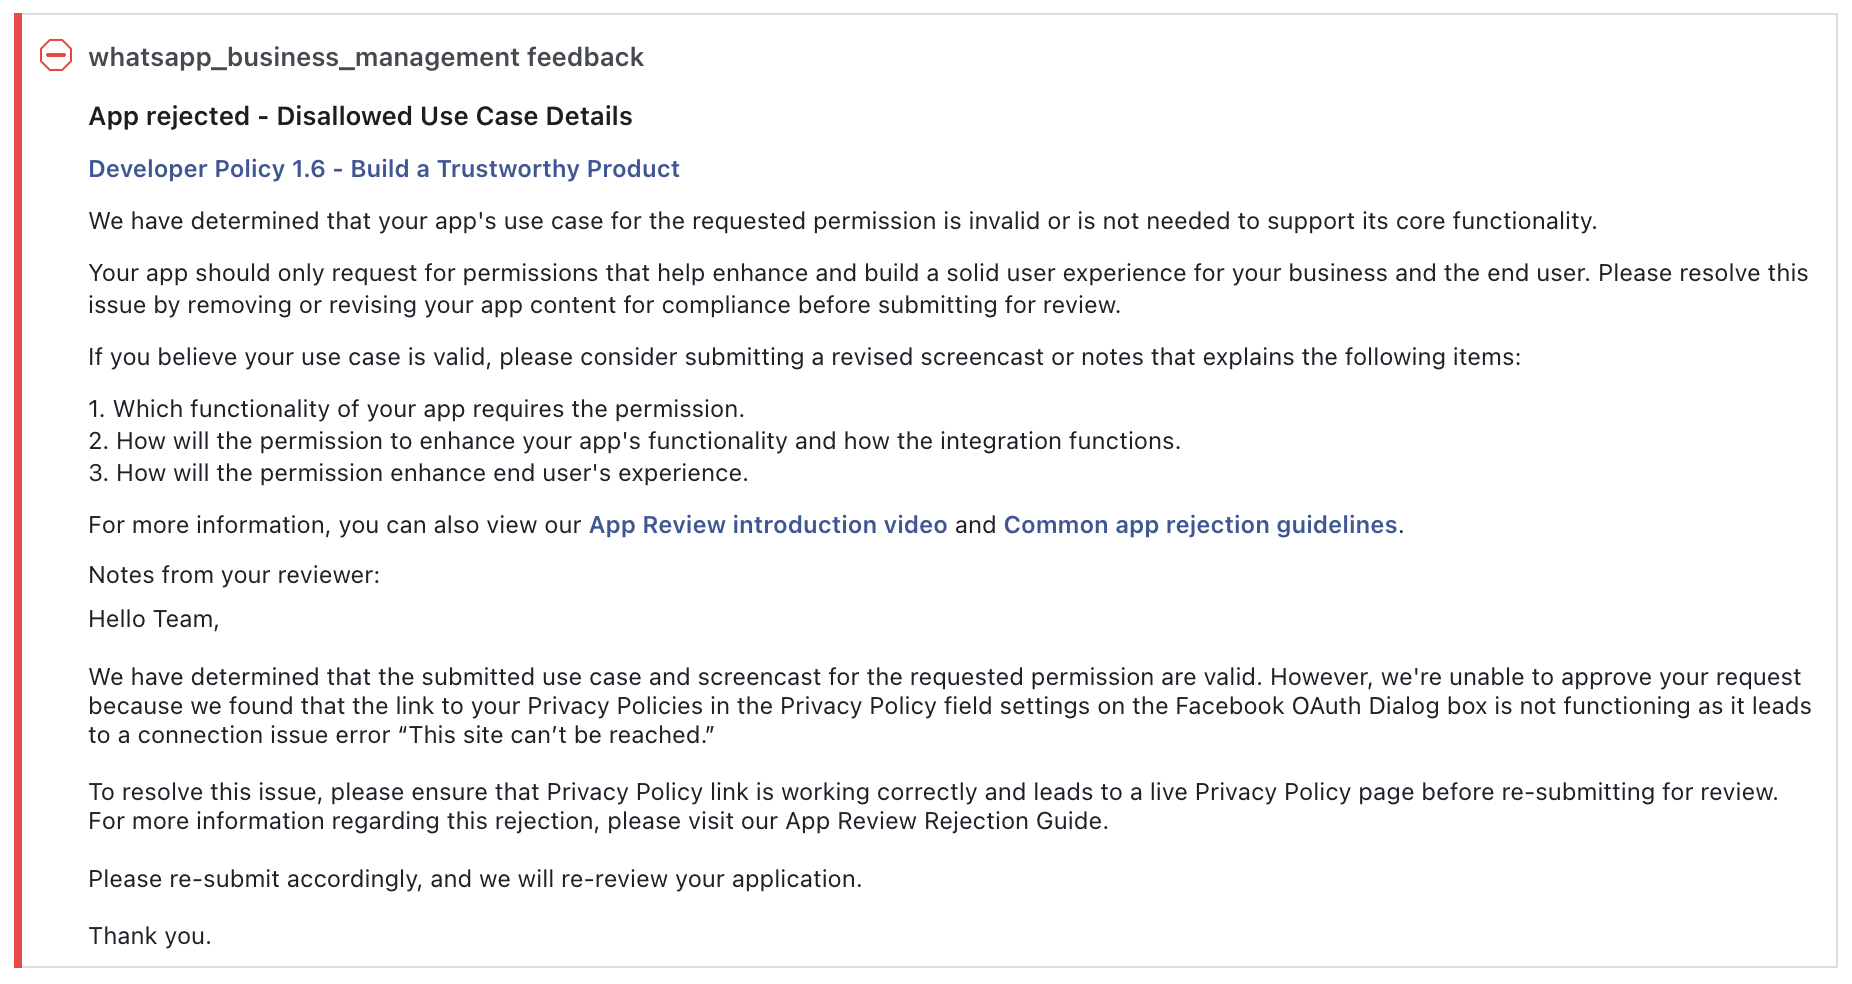 whatsapp_business_management feedback
App rejected - Disallowed Use Case Details
Developer Policy 1.6 - Build a Trustworthy Product
We have determined that your app's use case for the requested permission is invalid or is not needed to support its core functionality.
Your app should only request for permissions that help enhance and build a solid user experience for your business and the end user. Please resolve this
issue by removing or revising your app content for compliance before submitting for review.
If you believe your use case is valid, please consider submitting a revised screencast or notes that explains the following items:
1. Which functionality of your app requires the permission.
2. How will the permission to enhance your app's functionality and how the integration functions.
3. How will the permission enhance end user's experience.
For more information, you can also view our App Review introduction video and Common app rejection guidelines.
Notes from your reviewer:
Hello Team,
We have determined that the submitted use case and screencast for the requested permission are valid. However, we're unable to approve your request
because we found that the link to your Privacy Policies in the Privacy Policy field settings on the Facebook OAuth Dialog box is not functioning as it leads
to a connection issue error “This site can’t be reached.”
To resolve this issue, please ensure that Privacy Policy link is working correctly and leads to a live Privacy Policy page before re-submitting for review.
For more information regarding this rejection, please visit our App Review Rejection Guide.
Please re-submit accordingly, and we will re-review your application.
Thank you.